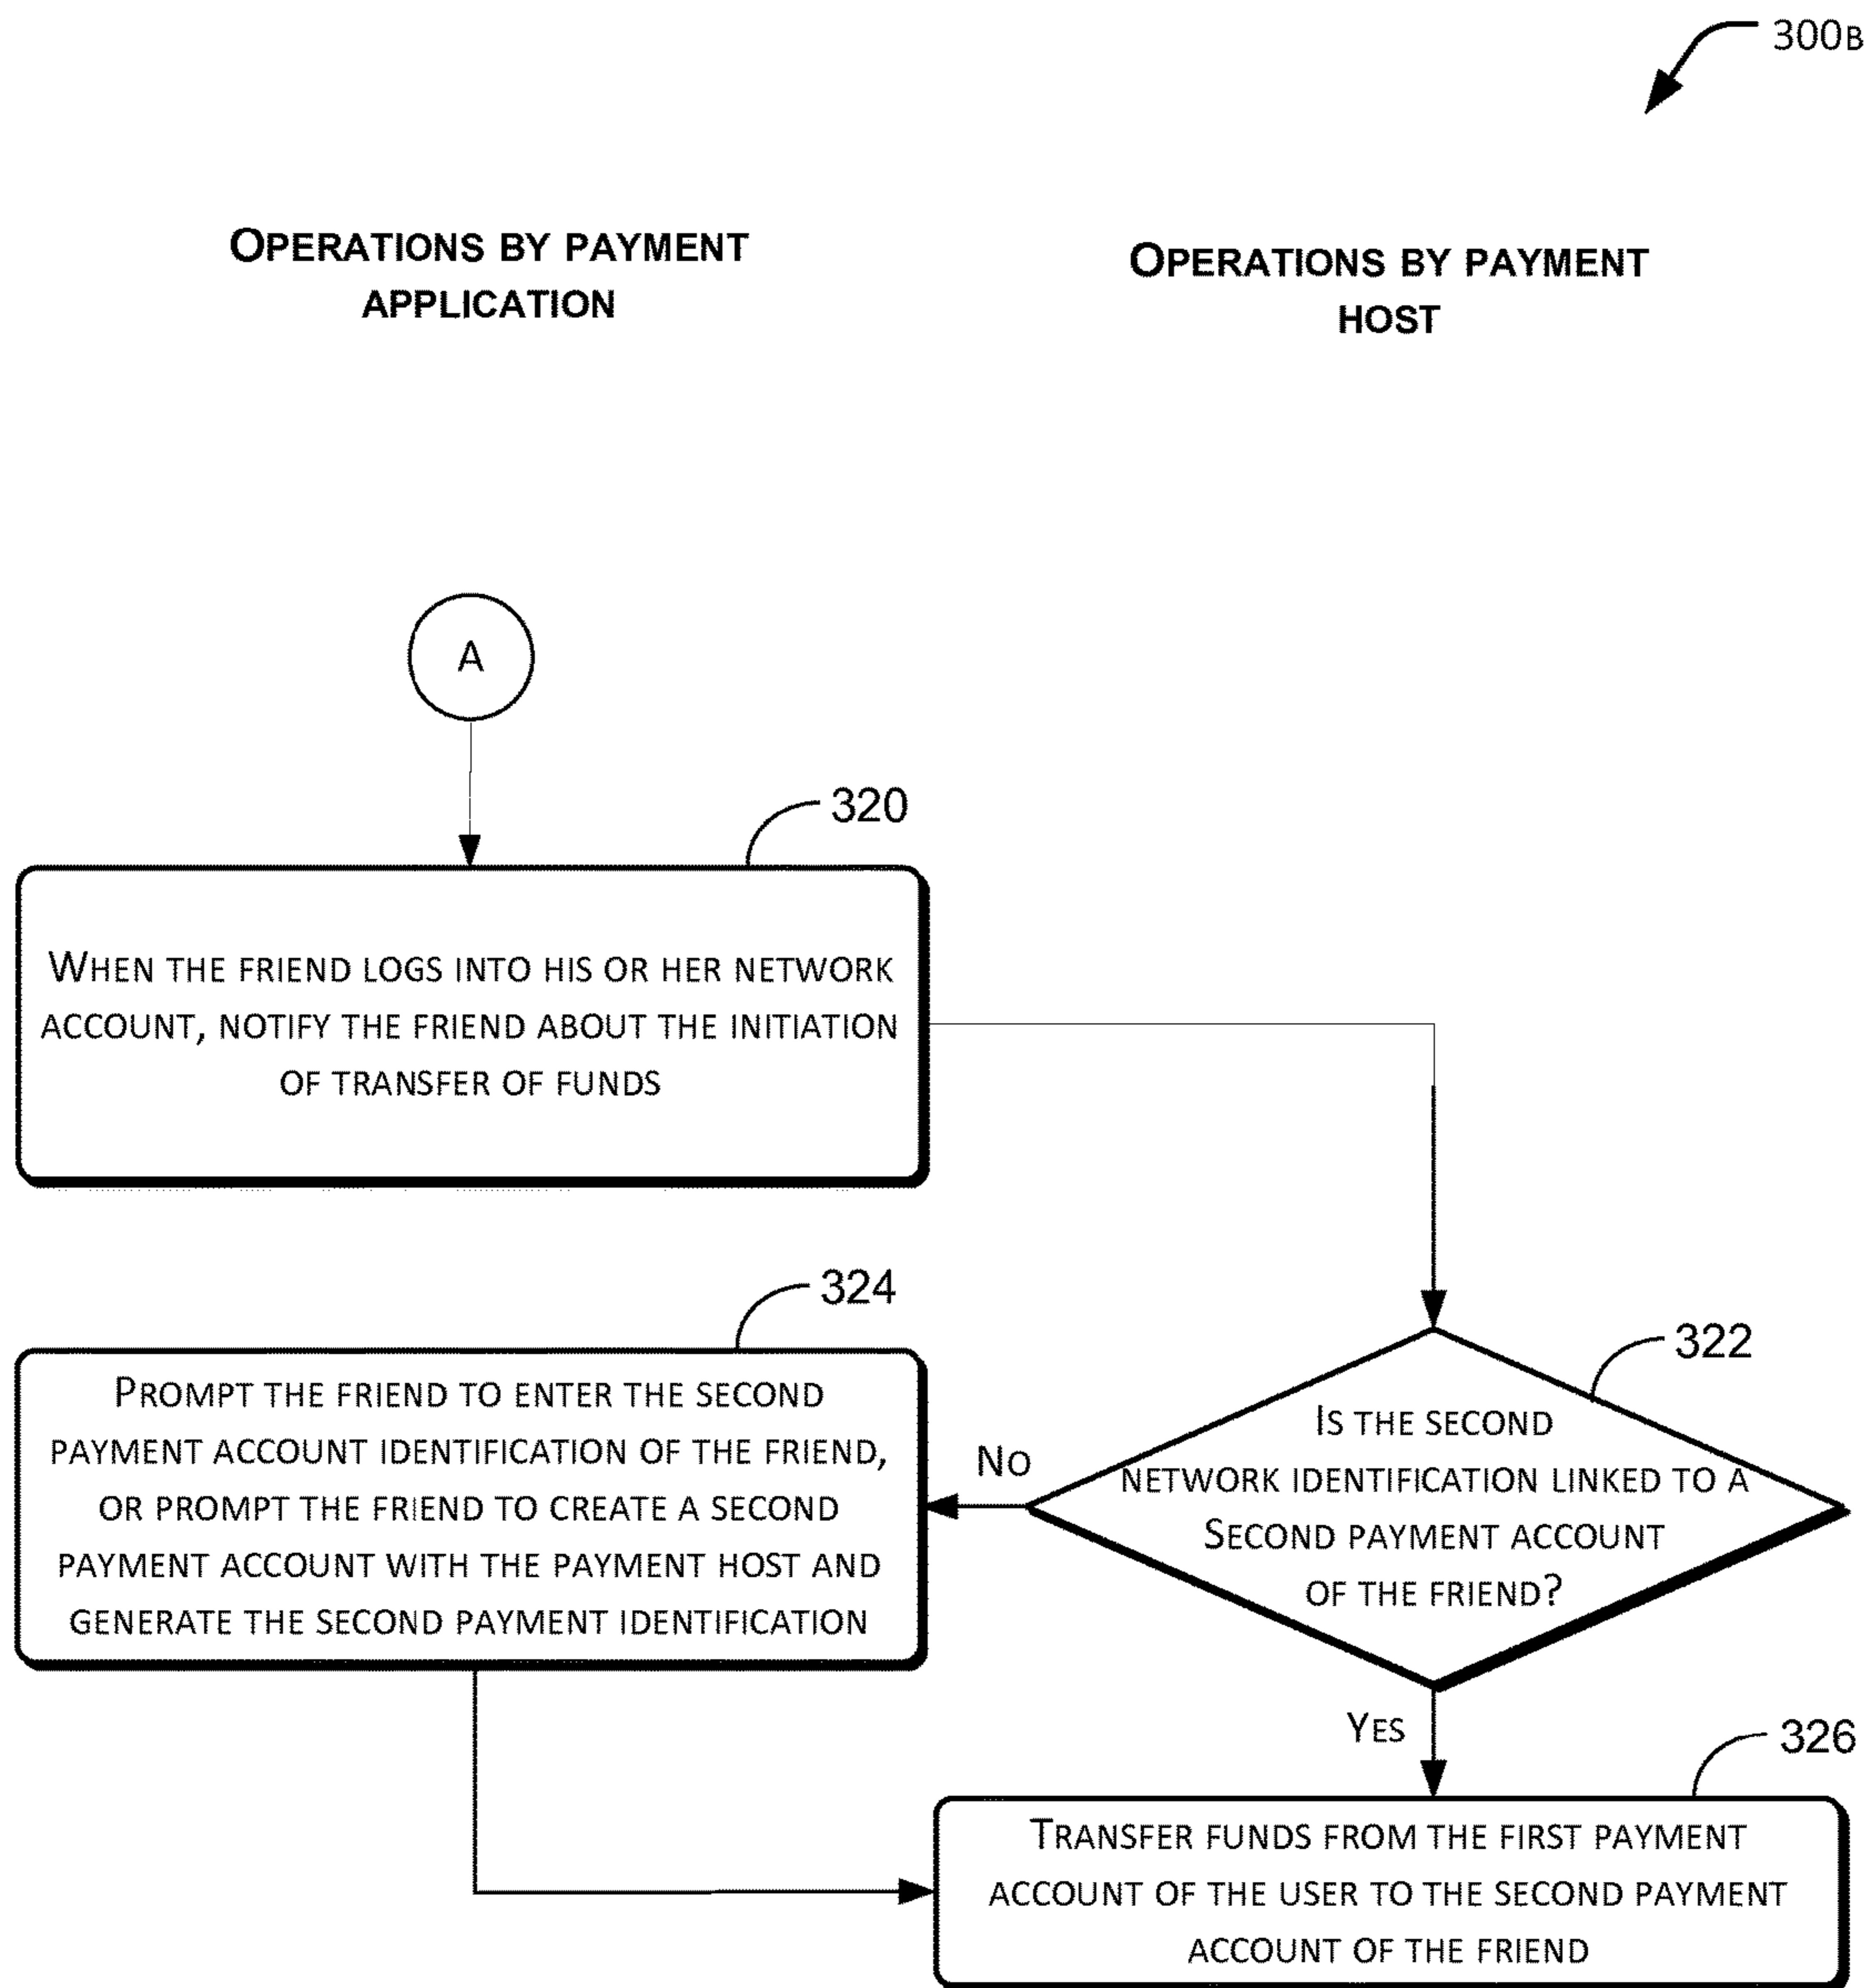 300B
OPERATIONS BY PAYMENT
APPLICATION
OPERATIONS BY PAYMENT
HOST
A
320
WHEN THE FRIEND LOGS INTO HIS OR HER NETWORK
ACCOUNT, NOTIFY THE FRIEND ABOUT THE INITIATION
OF TRANSFER OF FUNDS
324
PROMPT THE FRIEND TO ENTER THE SECOND
PAYMENT ACCOUNT IDENTIFICATION OF THE FRIEND,
OR PROMPT THE FRIEND TO CREATE A SECOND
PAYMENT ACCOUNT WITH THE PAYMENT HOST AND
GENERATE THE SECOND PAYMENT IDENTIFICATION
NO
322
IS THE SECOND
NETWORK IDENTIFICATION LINKED TO A
SECOND PAYMENT ACCOUNT
OF THE FRIEND?
YES
326
TRANSFER FUNDS FROM THE FIRST PAYMENT
ACCOUNT OF THE USER TO THE SECOND PAYMENT
ACCOUNT OF THE FRIEND